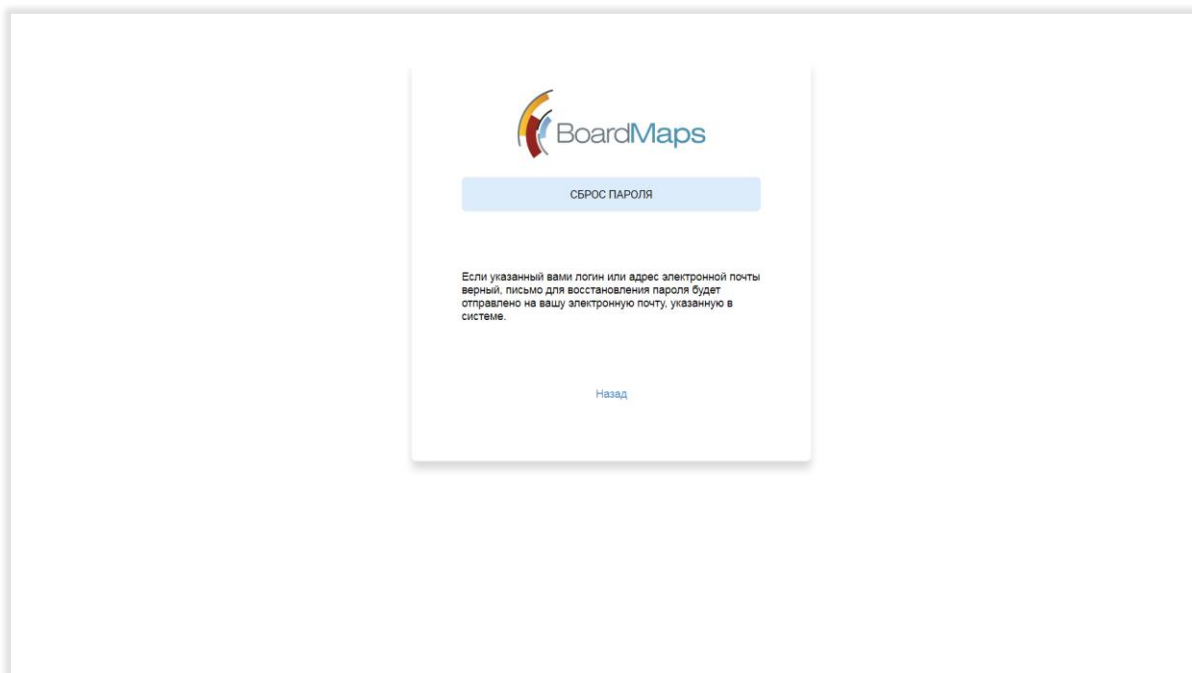 BoardMaps
СБРОС ПАРОЛЯ
Если указанный вами логин или адрес электронной почты
верный, письмо для восстановления пароля будет
отправлено на вашу электронную почту, указанную в
системе.
Назад